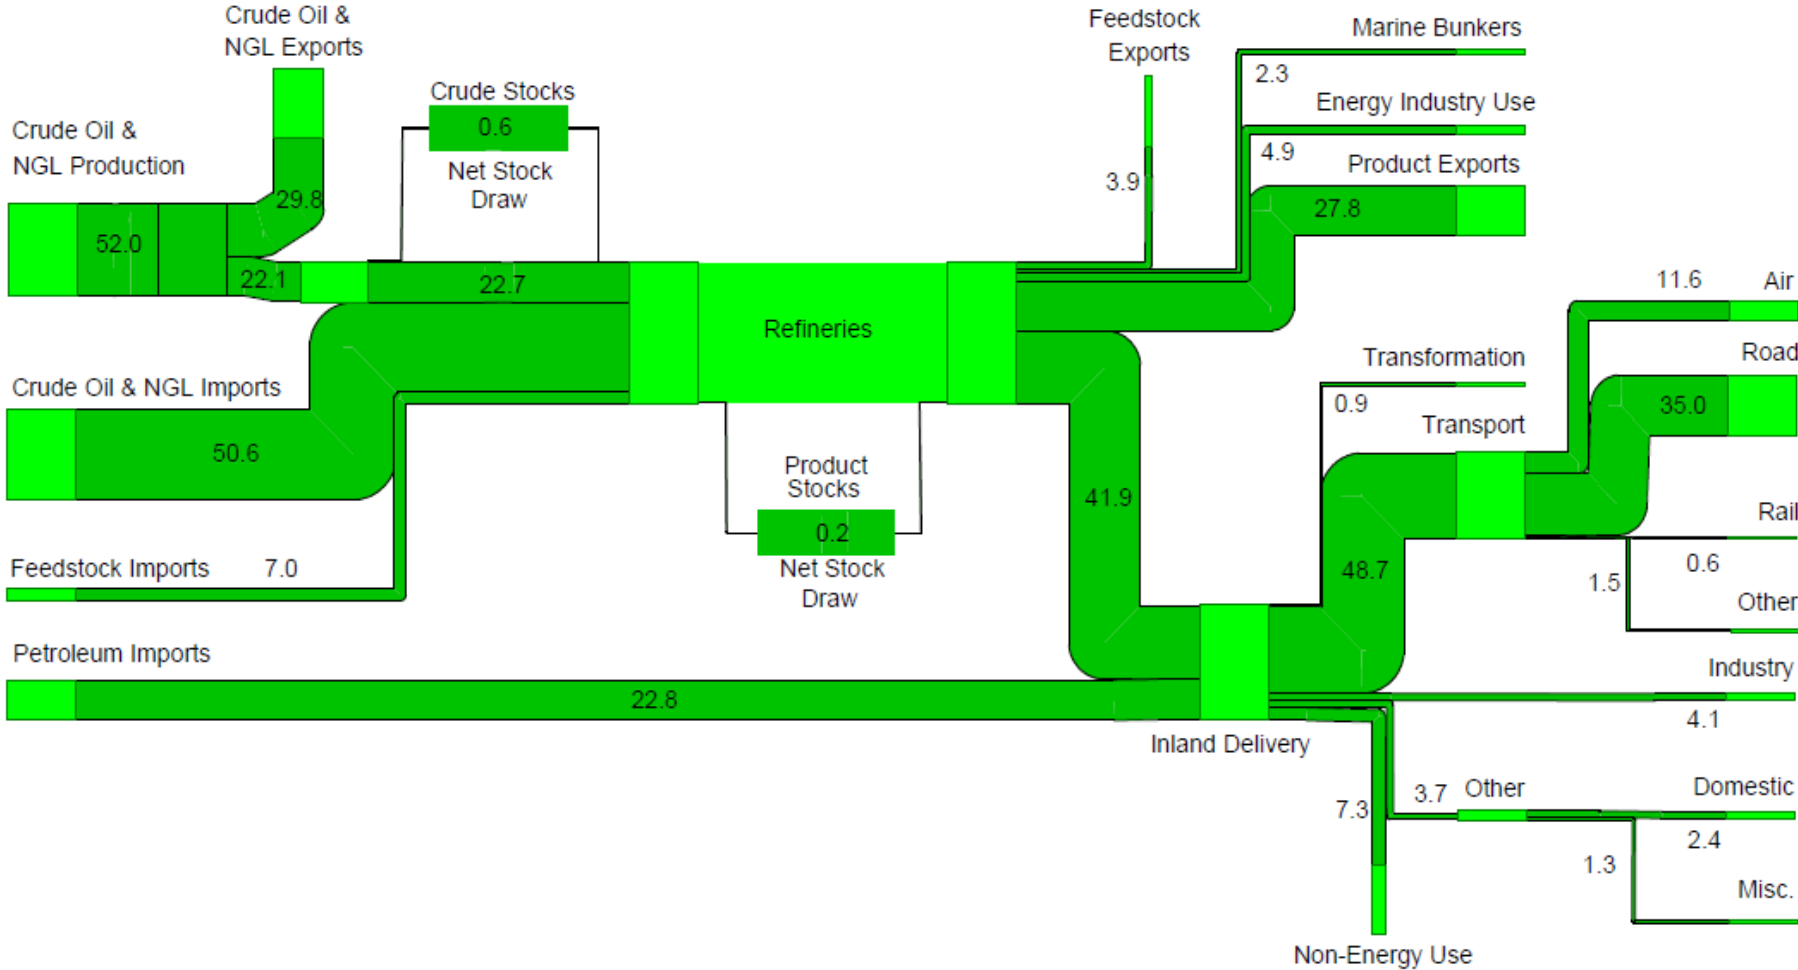 Crude Oil &
NGL Exports
Feedstock
Exports
Marine Bunkers
2.3
Crude Stocks
0.6
Net Stock
Draw
Energy Industry Use
4.9
Crude Oil &
NGL Production
Product Exports
3.9
29.8
27.8
52.0
22.1
22.7
11.6
Air
Refineries
Transformation
0.9
Road
Crude Oil & NGL Imports
35.0
Transport
50.6
Product
Stocks
0.2
Net Stock
Draw
41.9
Rail
0.6
Feedstock Imports
7.0
48.7
1.5
Other
Petroleum Imports
22.8
Industry
4.1
Inland Delivery
7.3
3.7
Other
Domestic
2.4
1.3
Misc.
Non-Energy Use